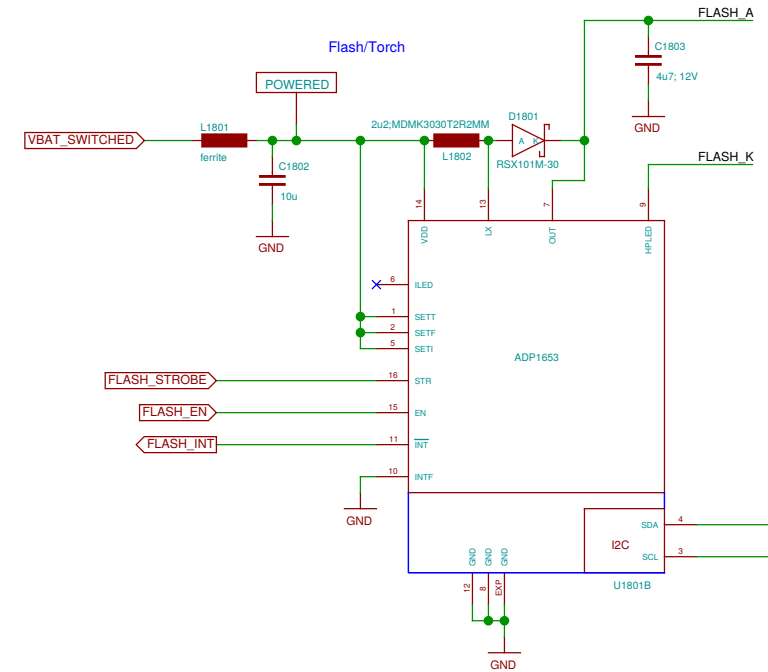 FLASH_A
Flash/Torch
C1803
4u7; 12V
POWERED
GND
L1801
2u2;MDMK3030T2R2MM
D1801
VBAT_SWITCHED
A K
ferrite
L1802
RSX101M-30
FLASH_K
C1802
10u
14
13
7
9
GND
VDD
LX
OUT
HPLED
6
ILED
1
SETT
2
SETF
5
SETI
ADP1653
FLASH_STROBE
16
STR
FLASH_EN
15
EN
FLASH_INT
11
INT
10
INTF
GND
SDA
4
I2C
SCL
3
GND
GND
GND
12
8
EXP
U1801B
GND